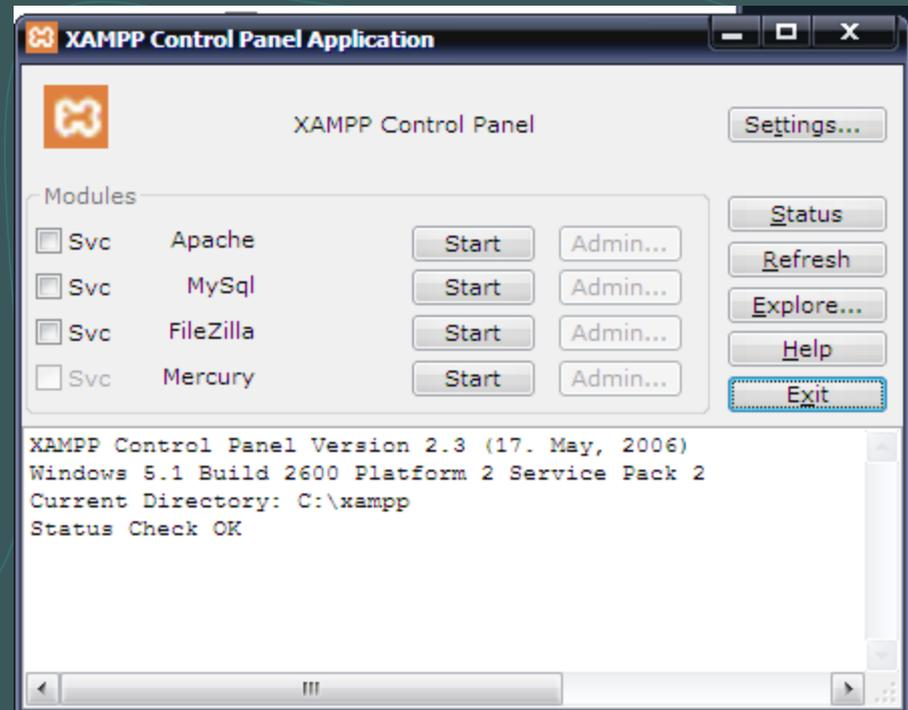 XAMPP Control Panel Application
XAMPP Control Panel
Settings...
Modules
Svc Apache Start Admin...
Svc MySql Start Admin...
Svc FileZilla Start Admin...
Svc Mercury Start Admin...
Status
Refresh
Explore...
Help
Exit
XAMPP Control Panel Version 2.3 (17. May, 2006)
Windows 5.1 Build 2600 Platform 2 Service Pack 2
Current Directory: C:\xampp
Status Check OK